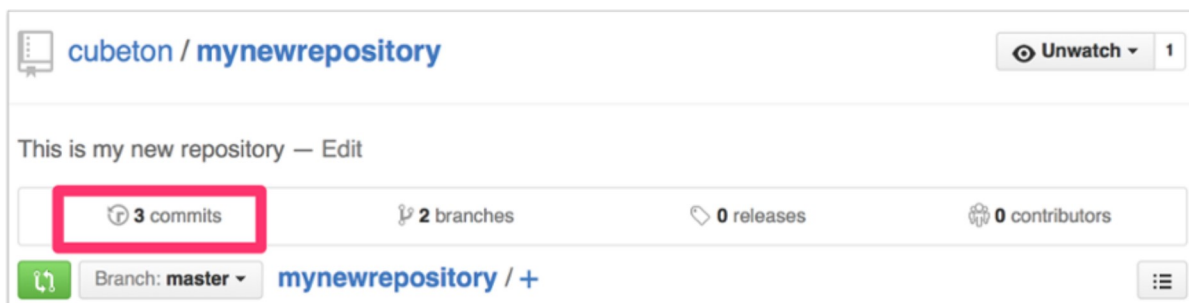 cubeton / mynewrepository
Unwatch 1
This is my new repository — Edit
3 commits 2 branches 0 releases 0 contributors
Branch: master mynewrepository / +